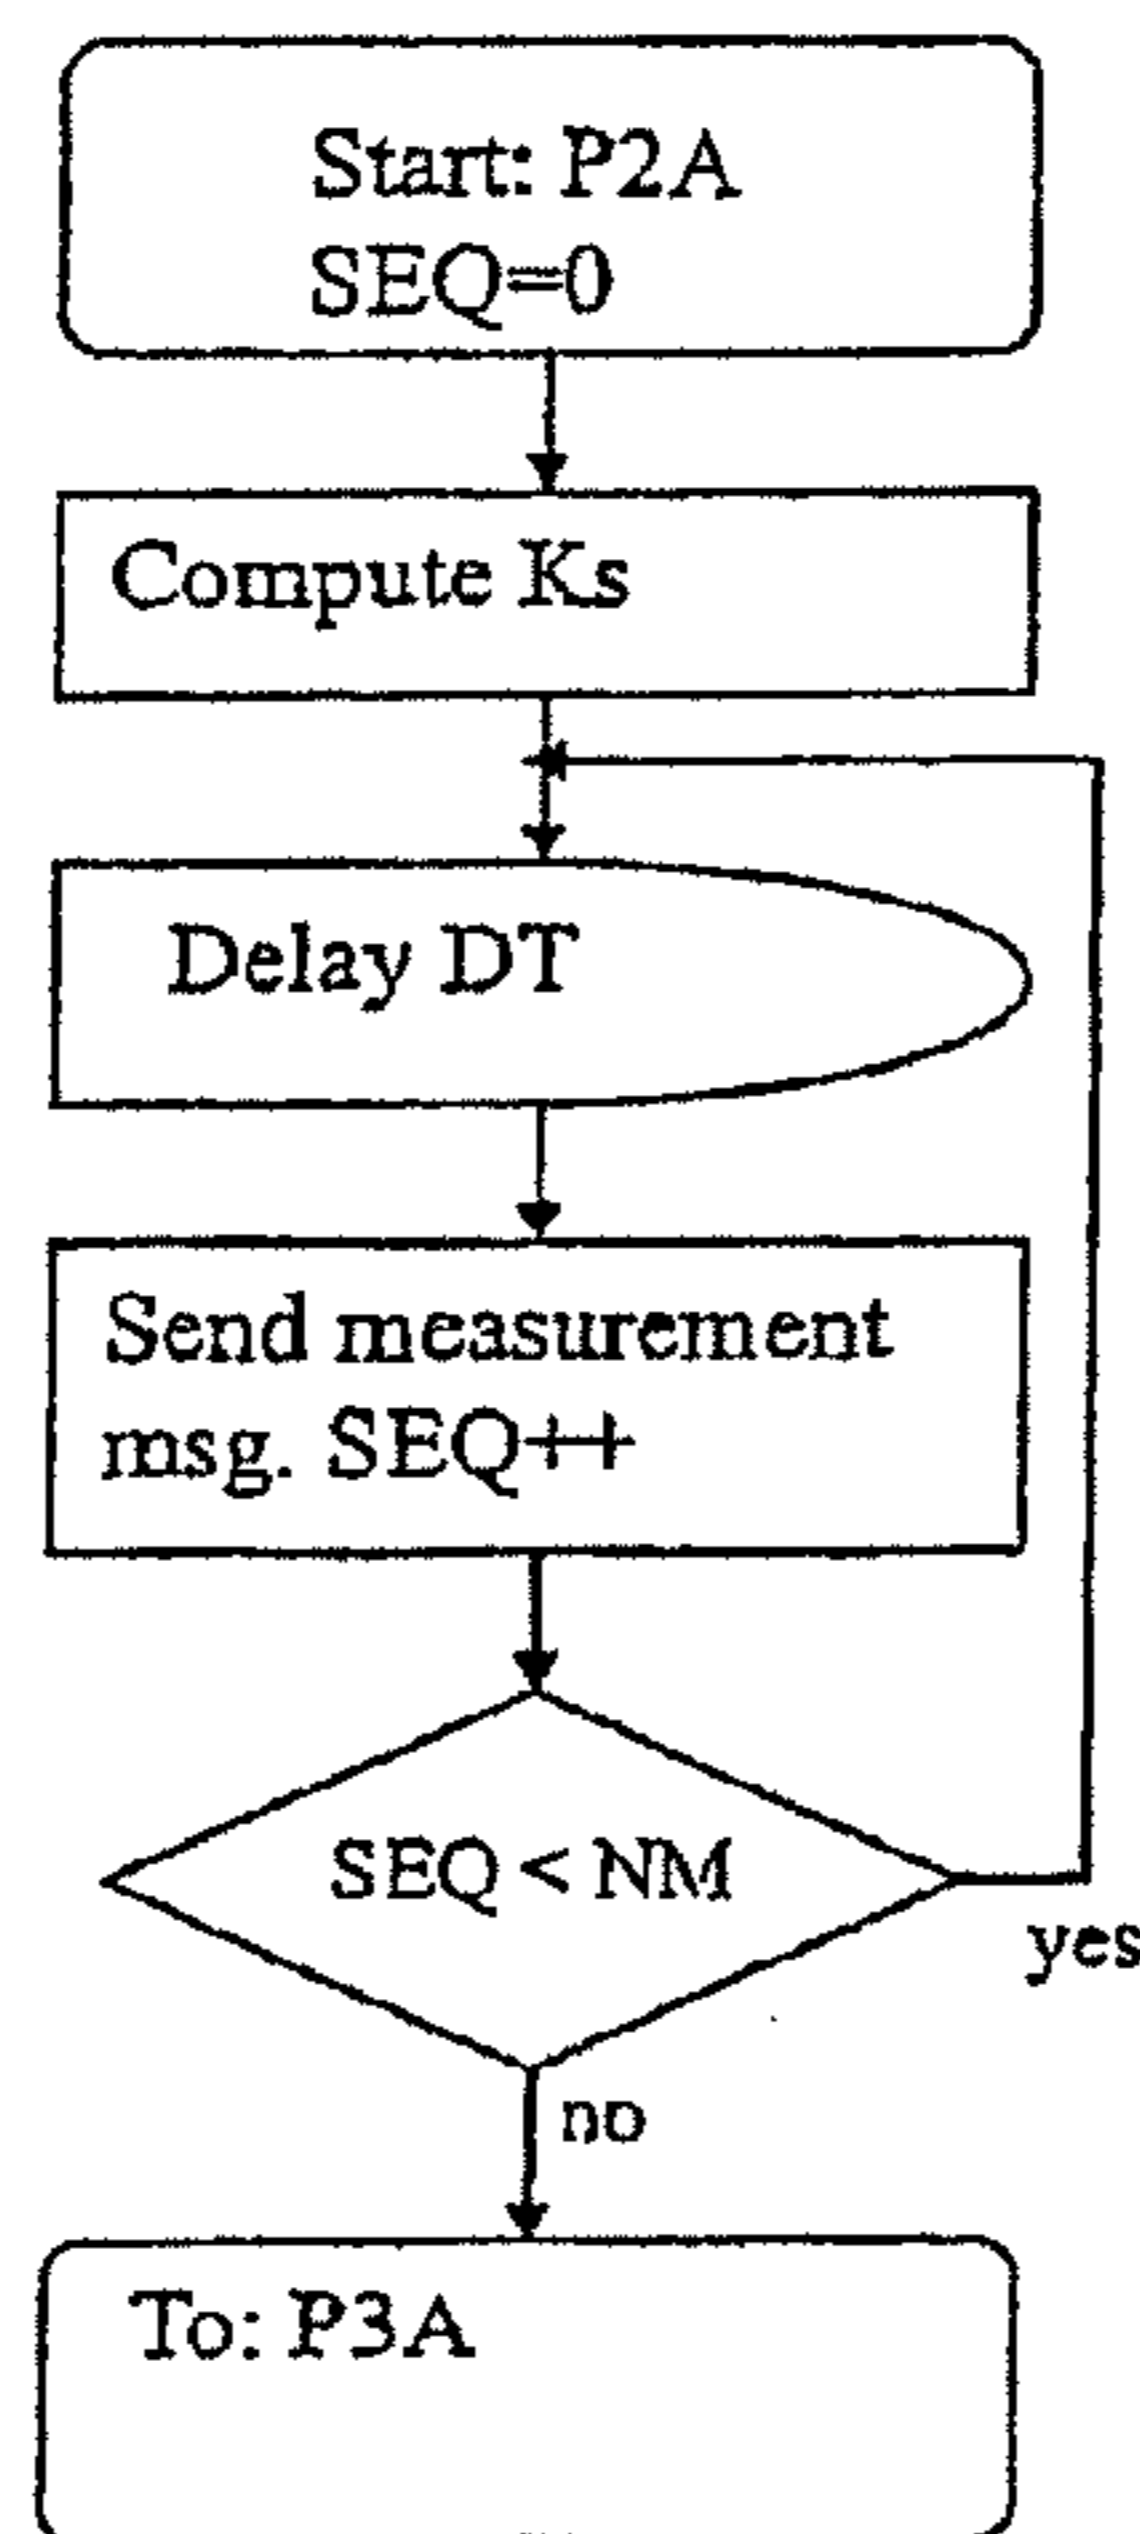 Start: P2A
SEQ=0
Compute Ks
Delay DT
Send measurement
msg. SEQ++
SEQ < NM
yes
no
To: P3A